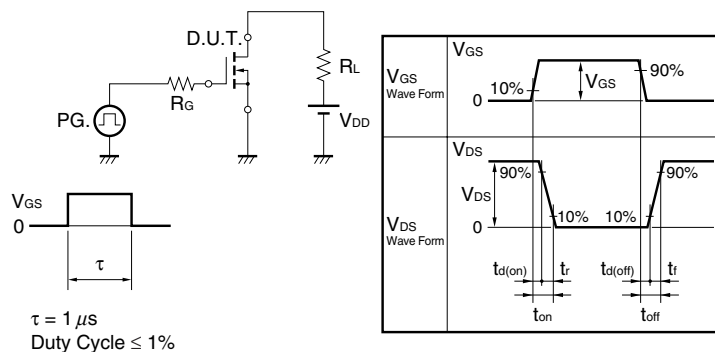 D.U.T.
RL
RG
PG.
VDD
VGS
0
τ
τ = 1 μs
Duty Cycle ≤ 1%
VGS
Wave Form
VGS
10%
0
VGS
90%
VDS
Wave Form
VDS
90%
VDS
0
10%
10%
90%
td(on)
tr
td(off)
tf
ton
toff